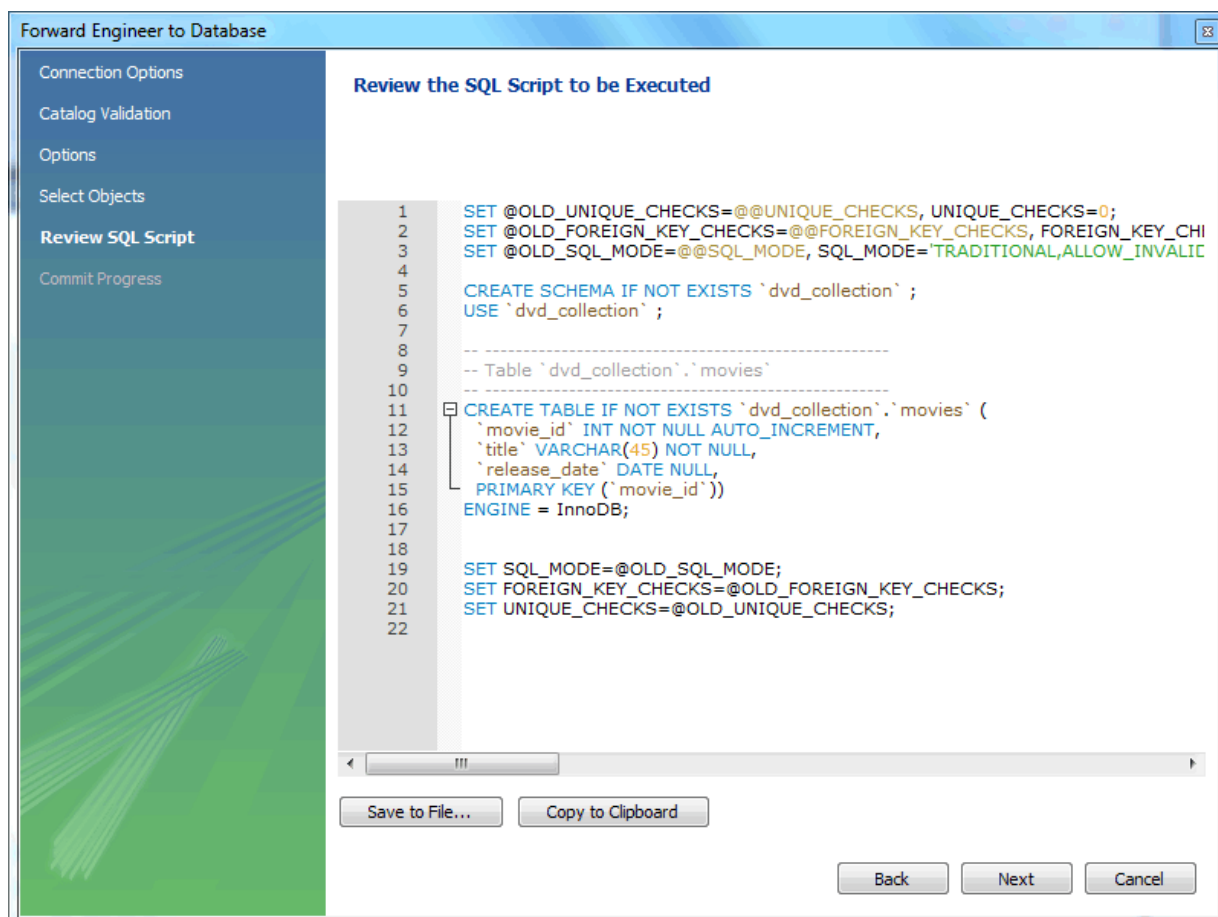 Forward Engineer to Database
Connection Options
Catalog Validation
Options
Select Objects
Review SQL Script
Commit Progress
Review the SQL Script to be Executed
1 SET @OLD_UNIQUE_CHECKS=@@UNIQUE_CHECKS, UNIQUE_CHECKS=0;
2 SET @OLD_FOREIGN_KEY_CHECKS=@@FOREIGN_KEY_CHECKS, FOREIGN_KEY_CHI
3 SET @OLD_SQL_MODE=@@SQL_MODE, SQL_MODE='TRADITIONAL,ALLOW_INVALID
4
5 CREATE SCHEMA IF NOT EXISTS `dvd_collection` ;
6 USE `dvd_collection` ;
7
8 -- -----------------------------------------------------
9 -- Table `dvd_collection`.`movies`
10 -- -----------------------------------------------------
11 CREATE TABLE IF NOT EXISTS `dvd_collection`.`movies` (
12 `movie_id` INT NOT NULL AUTO_INCREMENT,
13 `title` VARCHAR(45) NOT NULL,
14 `release_date` DATE NULL,
15 PRIMARY KEY (`movie_id`))
16 ENGINE = InnoDB;
17
18
19 SET SQL_MODE=@OLD_SQL_MODE;
20 SET FOREIGN_KEY_CHECKS=@OLD_FOREIGN_KEY_CHECKS;
21 SET UNIQUE_CHECKS=@OLD_UNIQUE_CHECKS;
22
Save to File...
Copy to Clipboard
Back
Next
Cancel